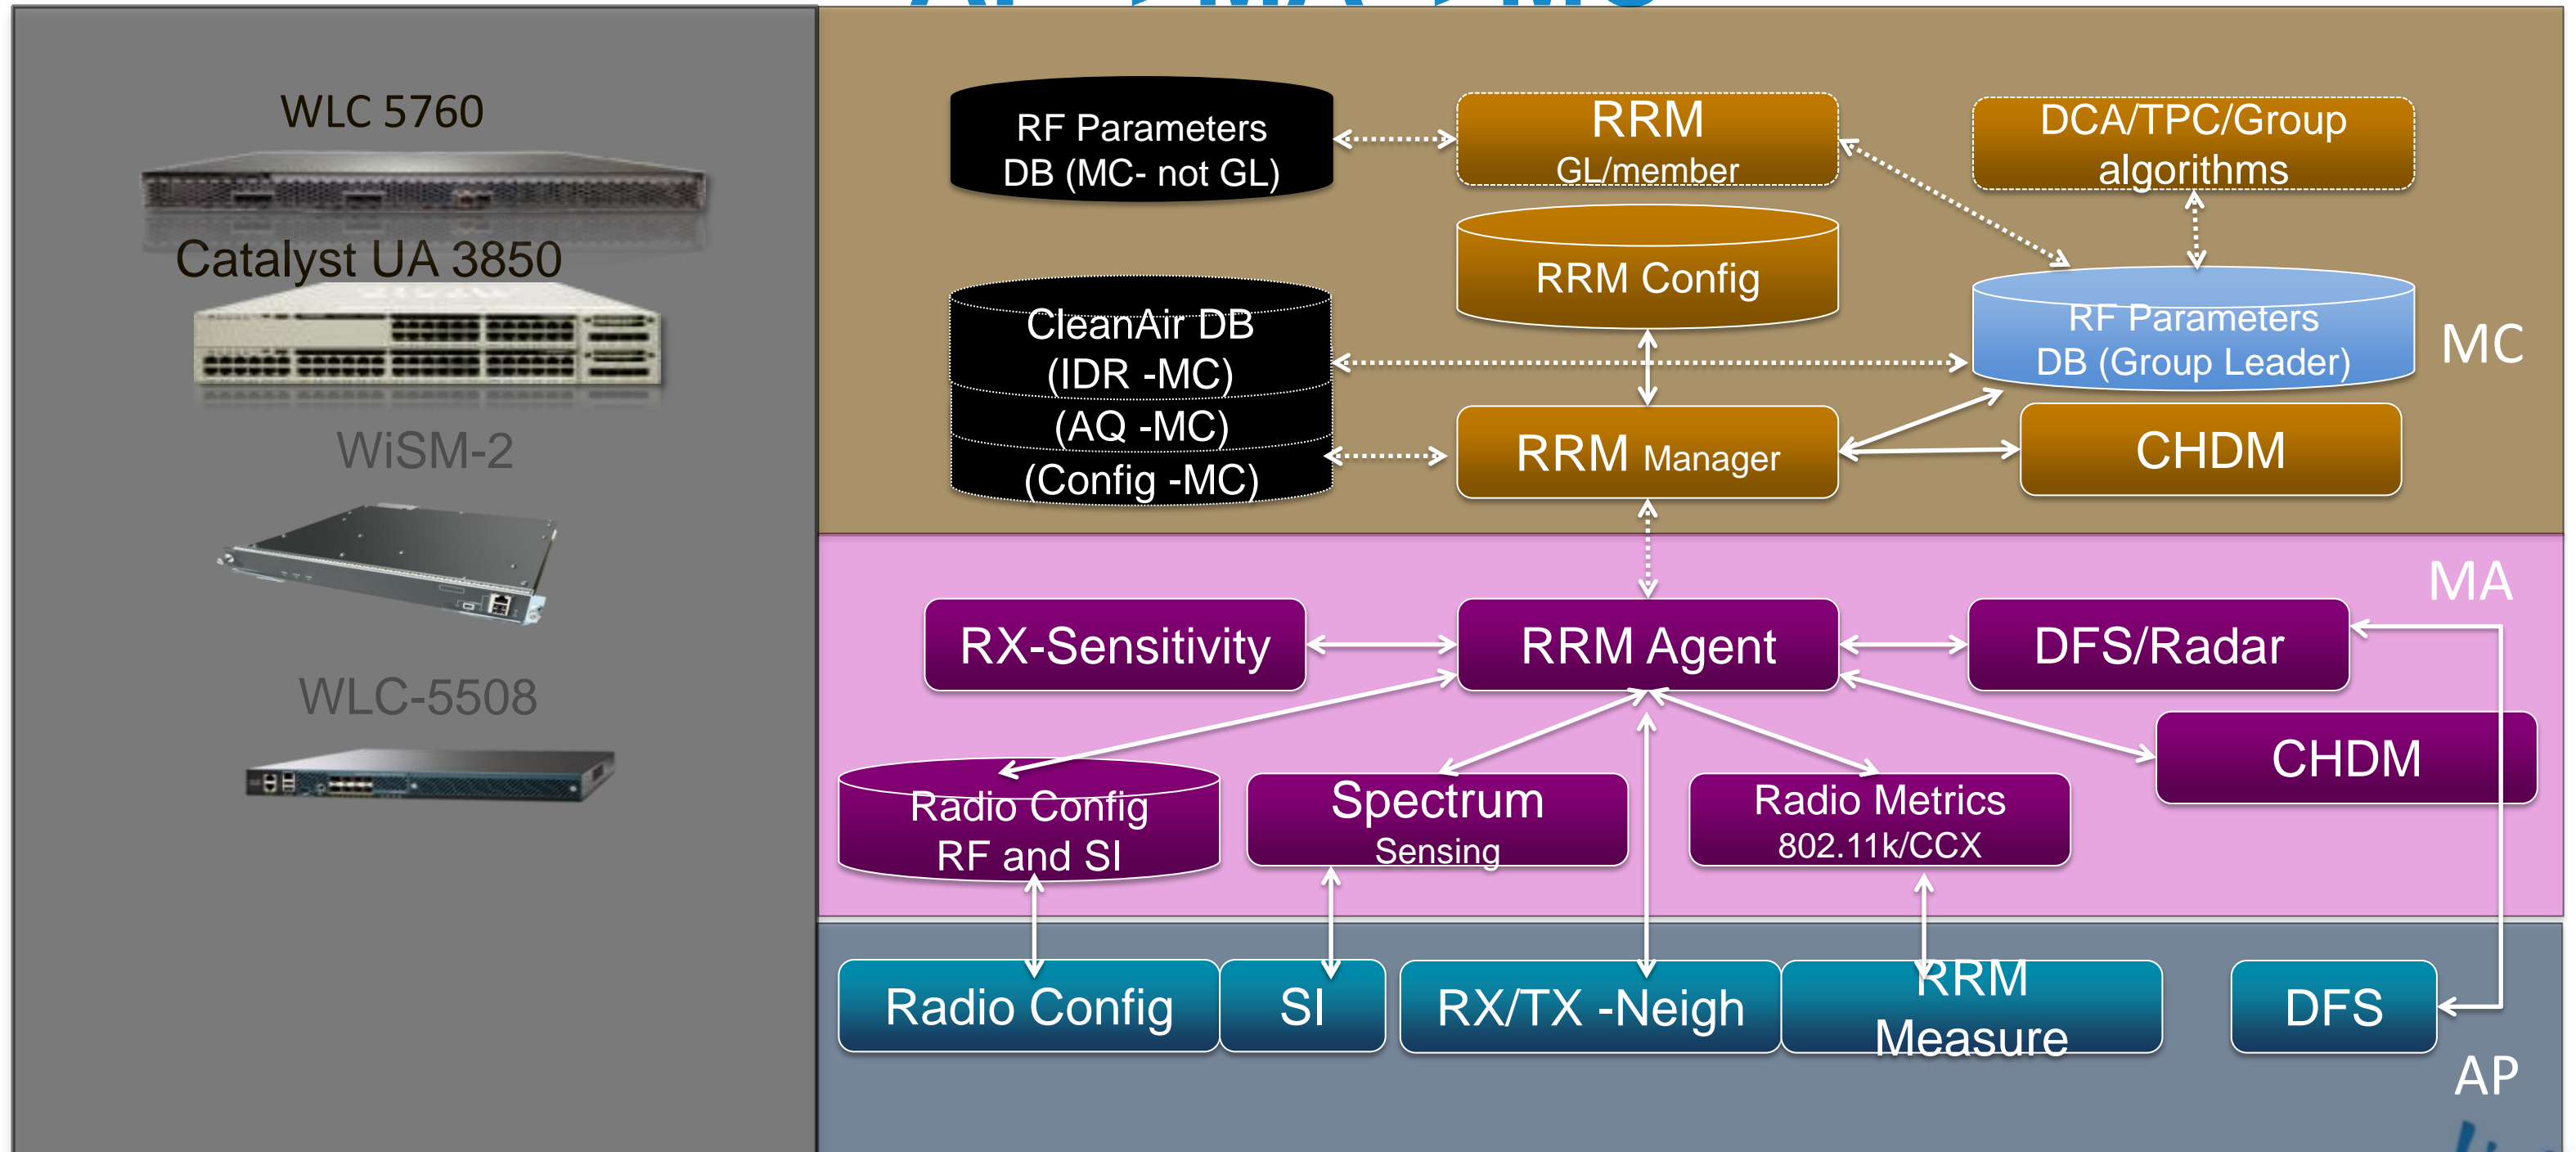 WLC 5760
Catalyst UA 3850
WiSM-2
WLC-5508
RF Parameters
DB (MC- not GL)
RRM
GL/member
DCA/TPC/Group
algorithms
RRM Config
CleanAir DB
(IDR -MC)
(AQ -MC)
(Config -MC)
RF Parameters
DB (Group Leader)
MC
RRM Manager
CHDM
MA
RX-Sensitivity
RRM Agent
DFS/Radar
CHDM
Radio Config
RF and SI
Spectrum
Sensing
Radio Metrics
802.11k/CCX
Radio Config
SI
RX/TX -Neigh
RRM
Measure
DFS
AP